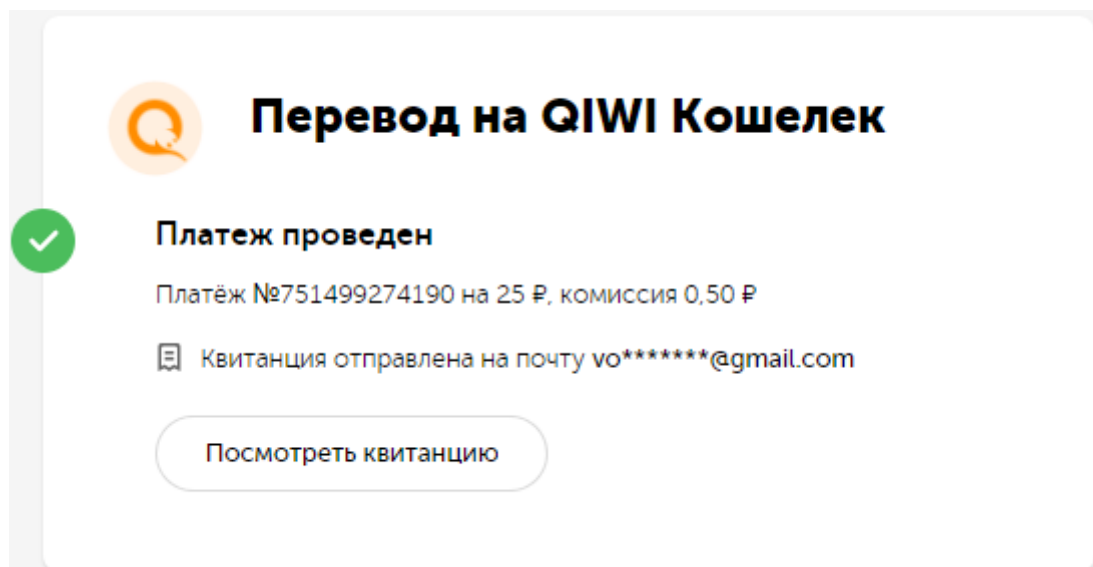 Перевод на QIWI Кошелек
Платеж проведен
Платёж №751499274190 на 25 ₽, комиссия 0,50 ₽
Квитанция отправлена на почту vo*******@gmail.com
Посмотреть квитанцию